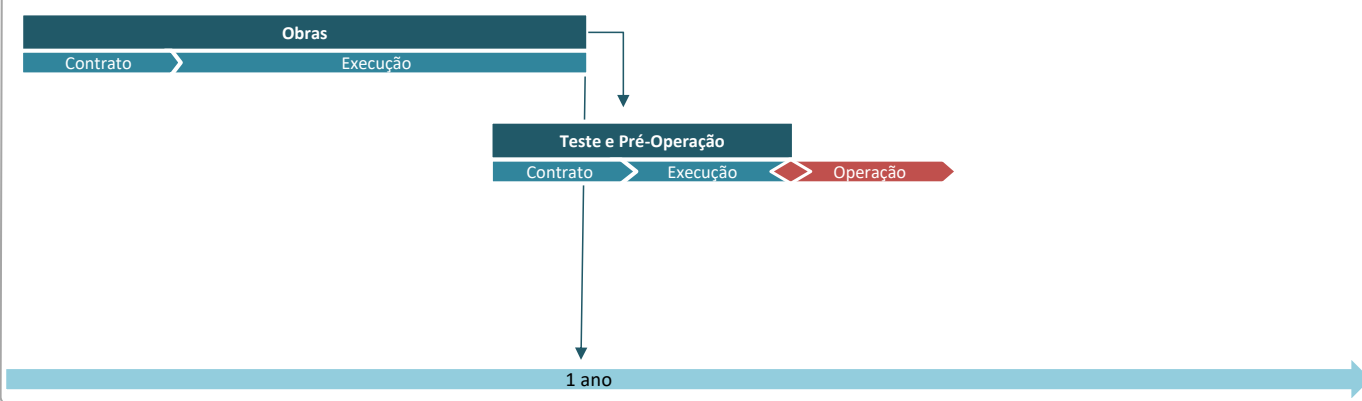 Obras
Contrato Execução
Teste e Pré-Operação
Contrato Execução Operação
1 ano